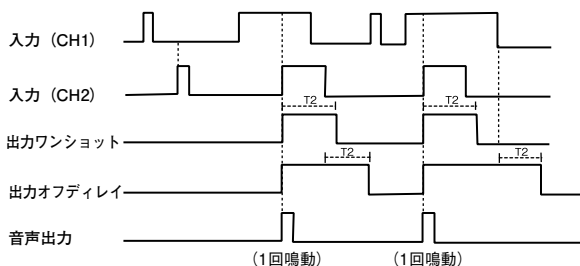 入力（CH1）
入力（CH2）
T2
T2
出力ワンショット
T2
T2
出力オフディレイ
音声出力
（1回鳴動）
（1回鳴動）